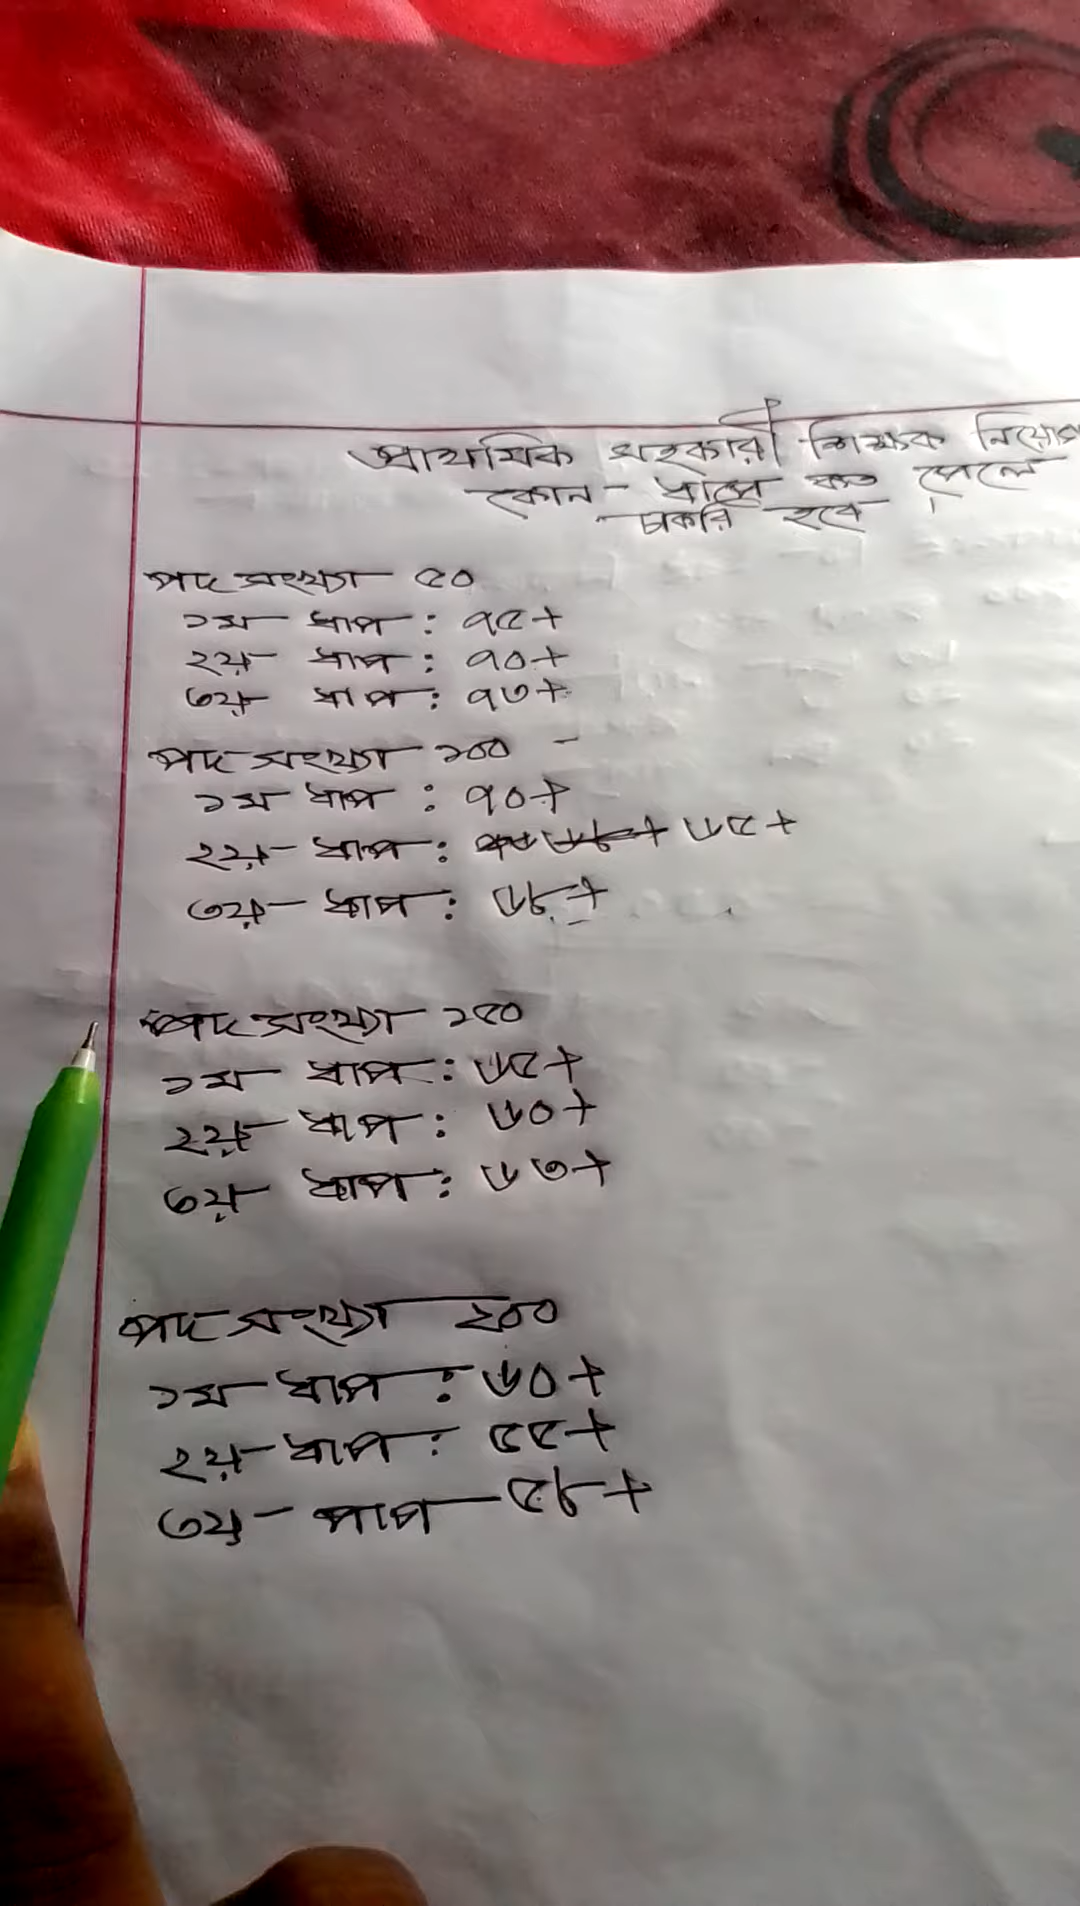 প্রাথমিক সহকারী শিক্ষক নিয়োগ
কোন - ধাপে কত পেলে
চাকরি হবে
পদ সংখ্যা ৫০
১ম ধাপ : ৭৫+
২য় ধাপ : ৭০+
৩য় ধাপ : ৭৩+
পদ সংখ্যা ১০০ -
১ম ধাপ : ৭০+
২য় - ধাপ : ৬৫+
৩য় - ধাপ : ৬৮+
পদ সংখ্যা ১৫০
১ম - ধাপ : ৬৫+
২য় - ধাপ : ৬০+
৩য় - ধাপ : ৬৩+
পদ সংখ্যা ২০০
১ম - ধাপ : ৬০+
২য় - ধাপ : ৫৫+
৩য় - ধাপ - ৫৮+